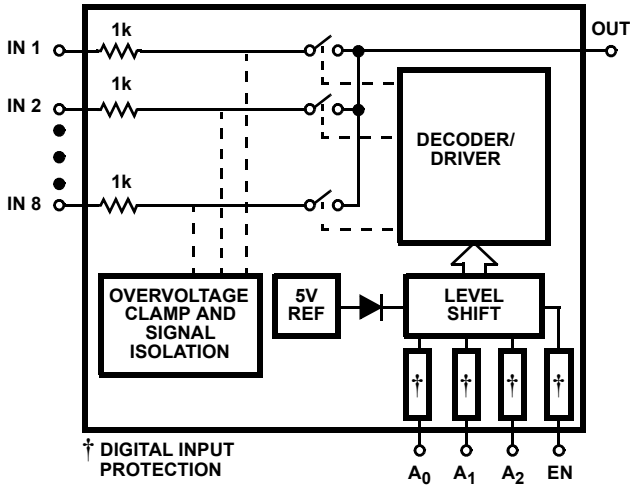 OUT
1k
IN 1
1k
IN 2
DECODER/
DRIVER
1k
IN 8
OVERVOLTAGE
CLAMP AND
SIGNAL
ISOLATION
5V
REF
LEVEL
SHIFT
† † † †
† DIGITAL INPUT
PROTECTION
A0 A1 A2 EN